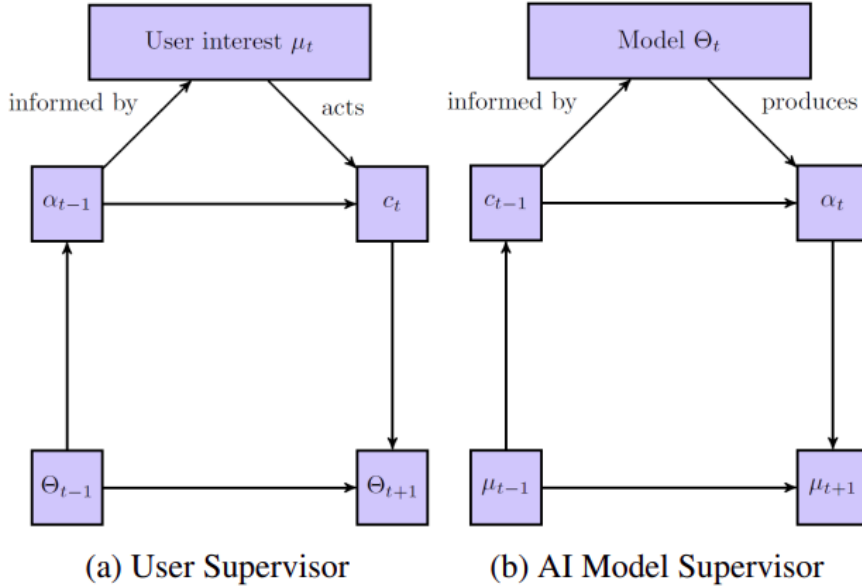 User interest μ_t
Model Θ_t
informed by
acts
informed by
produces
α_{t−1}
c_t
c_{t−1}
α_t
Θ_{t−1}
Θ_{t+1}
μ_{t−1}
μ_{t+1}
(a) User Supervisor
(b) AI Model Supervisor